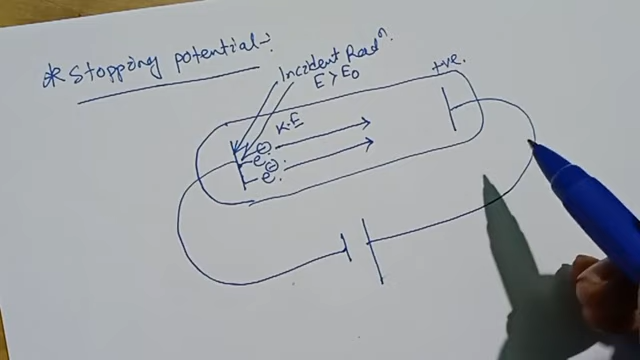 * Stopping potential :-
Incident Radⁿ.
E > E₀
+ve.
K.E
e⊖.
e⊖.